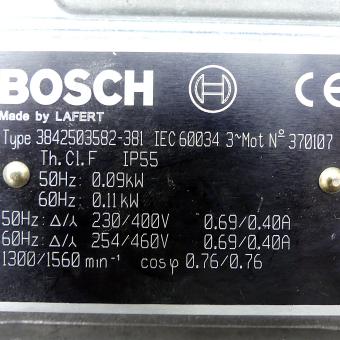 BOSCH CE
Made by LAFERT
Type 3842503582-381 IEC60034 3~Mot Nº 370107
Th.Cl.F IP55
50Hz: 0.09kW
60Hz: 0.11kW
50Hz: Δ/⅄ 230/400V 0.69/0.40A
60Hz: Δ/⅄ 254/460V 0.69/0.40A
1300/1560 min⁻¹ cosφ 0.76/0.76